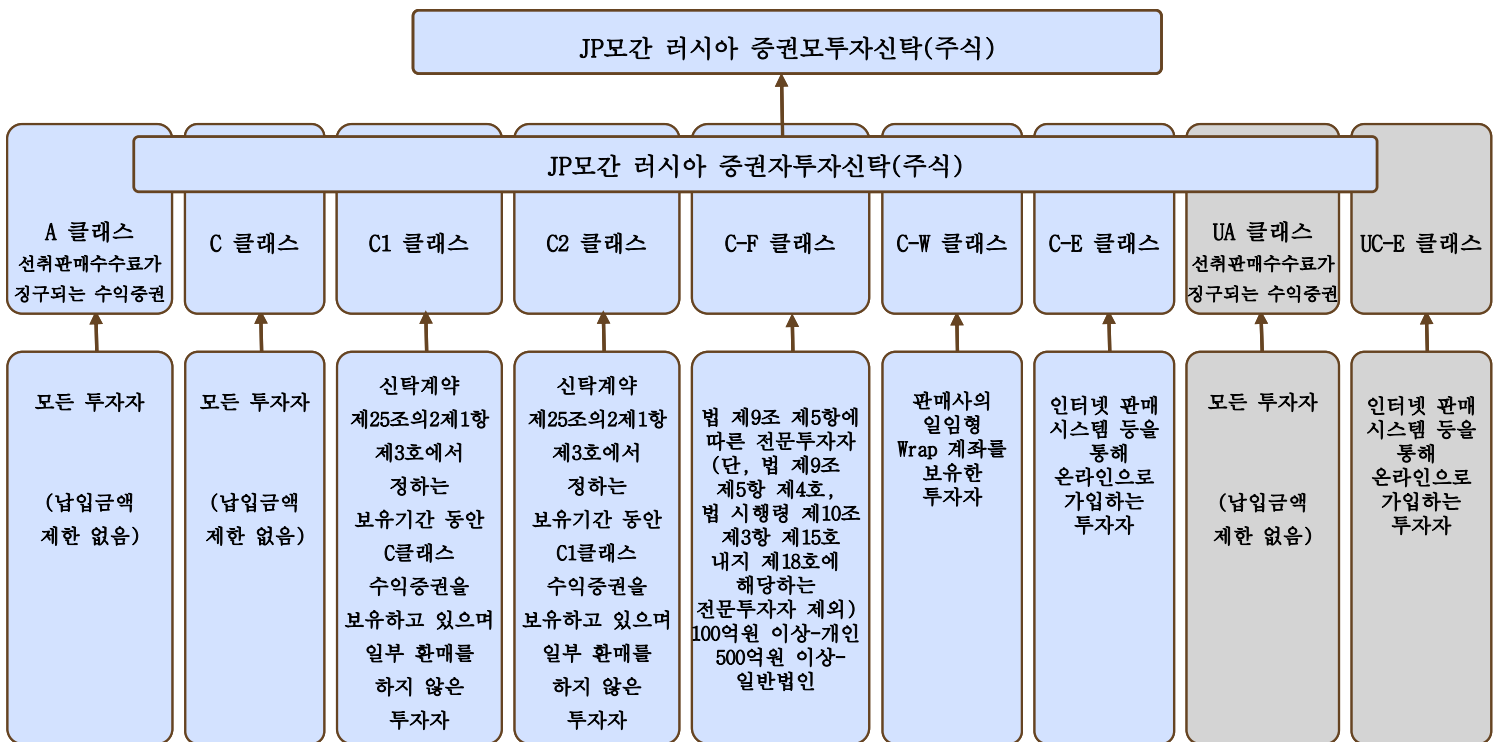 JP모간 러시아 증권모투자신탁(주식)
JP모간 러시아 증권자투자신탁(주식)
A 클래스
선취판매수수료가
징구되는 수익증권
C 클래스
C1 클래스
C2 클래스
C-F 클래스
C-W 클래스
C-E 클래스
UA 클래스
선취판매수수료가
징구되는 수익증권
UC-E 클래스
모든 투자자
(납입금액
제한 없음)
모든 투자자
(납입금액
제한 없음)
신탁계약
제25조의2제1항
제3호에서
정하는
보유기간 동안
C클래스
수익증권을
보유하고 있으며
일부 환매를
하지 않은
투자자
신탁계약
제25조의2제1항
제3호에서
정하는
보유기간 동안
C1클래스
수익증권을
보유하고 있으며
일부 환매를
하지 않은
투자자
법 제9조 제5항에
따른 전문투자자
(단, 법 제9조
제5항 제4호,
법 시행령 제10조
제3항 제15호
내지 제18호에
해당하는
전문투자자 제외)
100억원 이상-개인
500억원 이상-
일반법인
판매사의
일임형
Wrap 계좌를
보유한
투자자
인터넷 판매
시스템 등을
통해
온라인으로
가입하는
투자자
모든 투자자
(납입금액
제한 없음)
인터넷 판매
시스템 등을
통해
온라인으로
가입하는
투자자